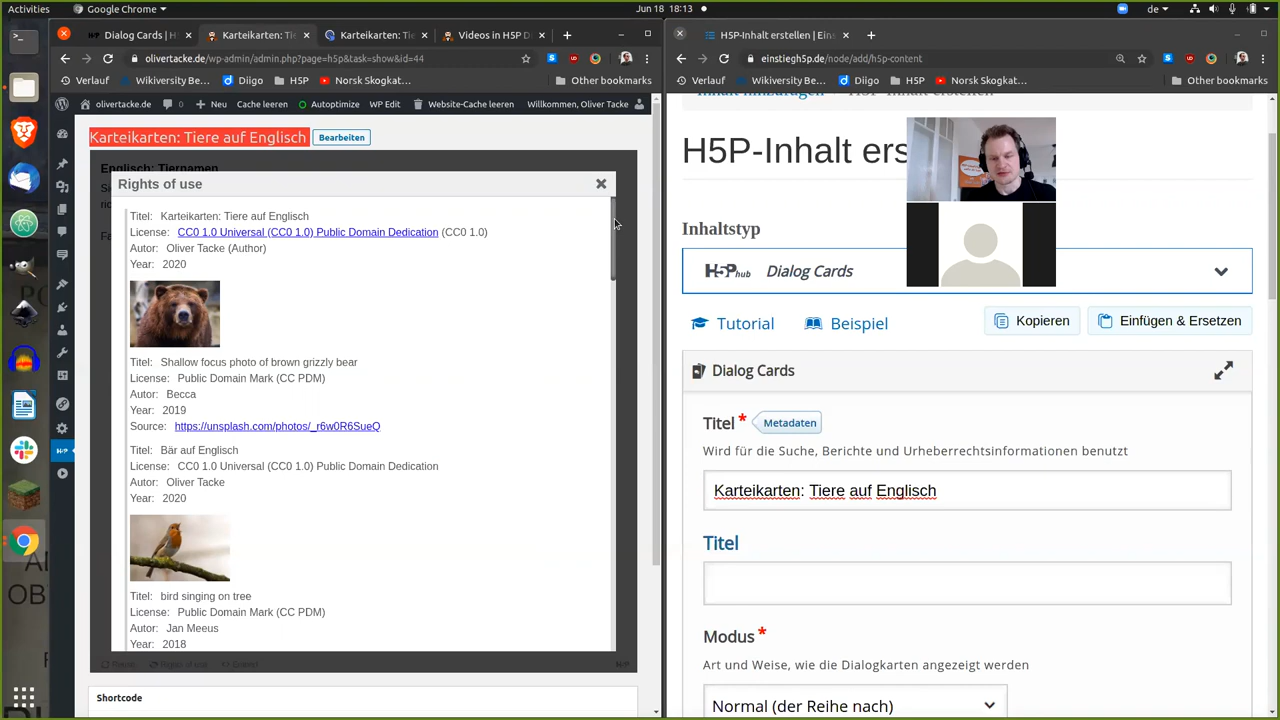 Activities
Google Chrome
Jun 18 18:13
de
Dialog Cards | H
Karteikarten: Tie
Karteikarten: Tie
Videos in H5P D
olivertacke.de/wp-admin/admin.php?page=h5p&task=show&id=44
Verlauf
Wikiversity Be
Diigo
H5P
Norsk Skogkat
Other bookmarks
olivertacke.de
0
Neu
Cache leeren
Autoptimize
WP Edit
Website-Cache leeren
Willkommen, Oliver Tacke
Karteikarten: Tiere auf Englisch
Bearbeiten
Englisch: Tiernamen
Rights of use
Titel: Karteikarten: Tiere auf Englisch
License: CC0 1.0 Universal (CC0 1.0) Public Domain Dedication (CC0 1.0)
Autor: Oliver Tacke (Author)
Year: 2020
Titel: Shallow focus photo of brown grizzly bear
License: Public Domain Mark (CC PDM)
Autor: Becca
Year: 2019
Source: https://unsplash.com/photos/_r6w0R6SueQ
Titel: Bär auf Englisch
License: CC0 1.0 Universal (CC0 1.0) Public Domain Dedication
Autor: Oliver Tacke
Year: 2020
Titel: bird singing on tree
License: Public Domain Mark (CC PDM)
Autor: Jan Meeus
Year: 2018
Rights of use
H5P
Shortcode
H5P-Inhalt erstellen | Eins
einstiegh5p.de/node/add/h5p-content
Verlauf
Wikiversity Be
Diigo
H5P
Norsk Skogkat
Other bookmarks
Inhalt hinzufügen
H5P-Inhalt erstellen
H5P-Inhalt ers
Inhaltstyp
H5P hub Dialog Cards
Tutorial
Beispiel
Kopieren
Einfügen & Ersetzen
Dialog Cards
Titel*
Metadaten
Wird für die Suche, Berichte und Urheberrechtsinformationen benutzt
Karteikarten: Tiere auf Englisch
Titel
Modus*
Art und Weise, wie die Dialogkarten angezeigt werden
Normal (der Reihe nach)